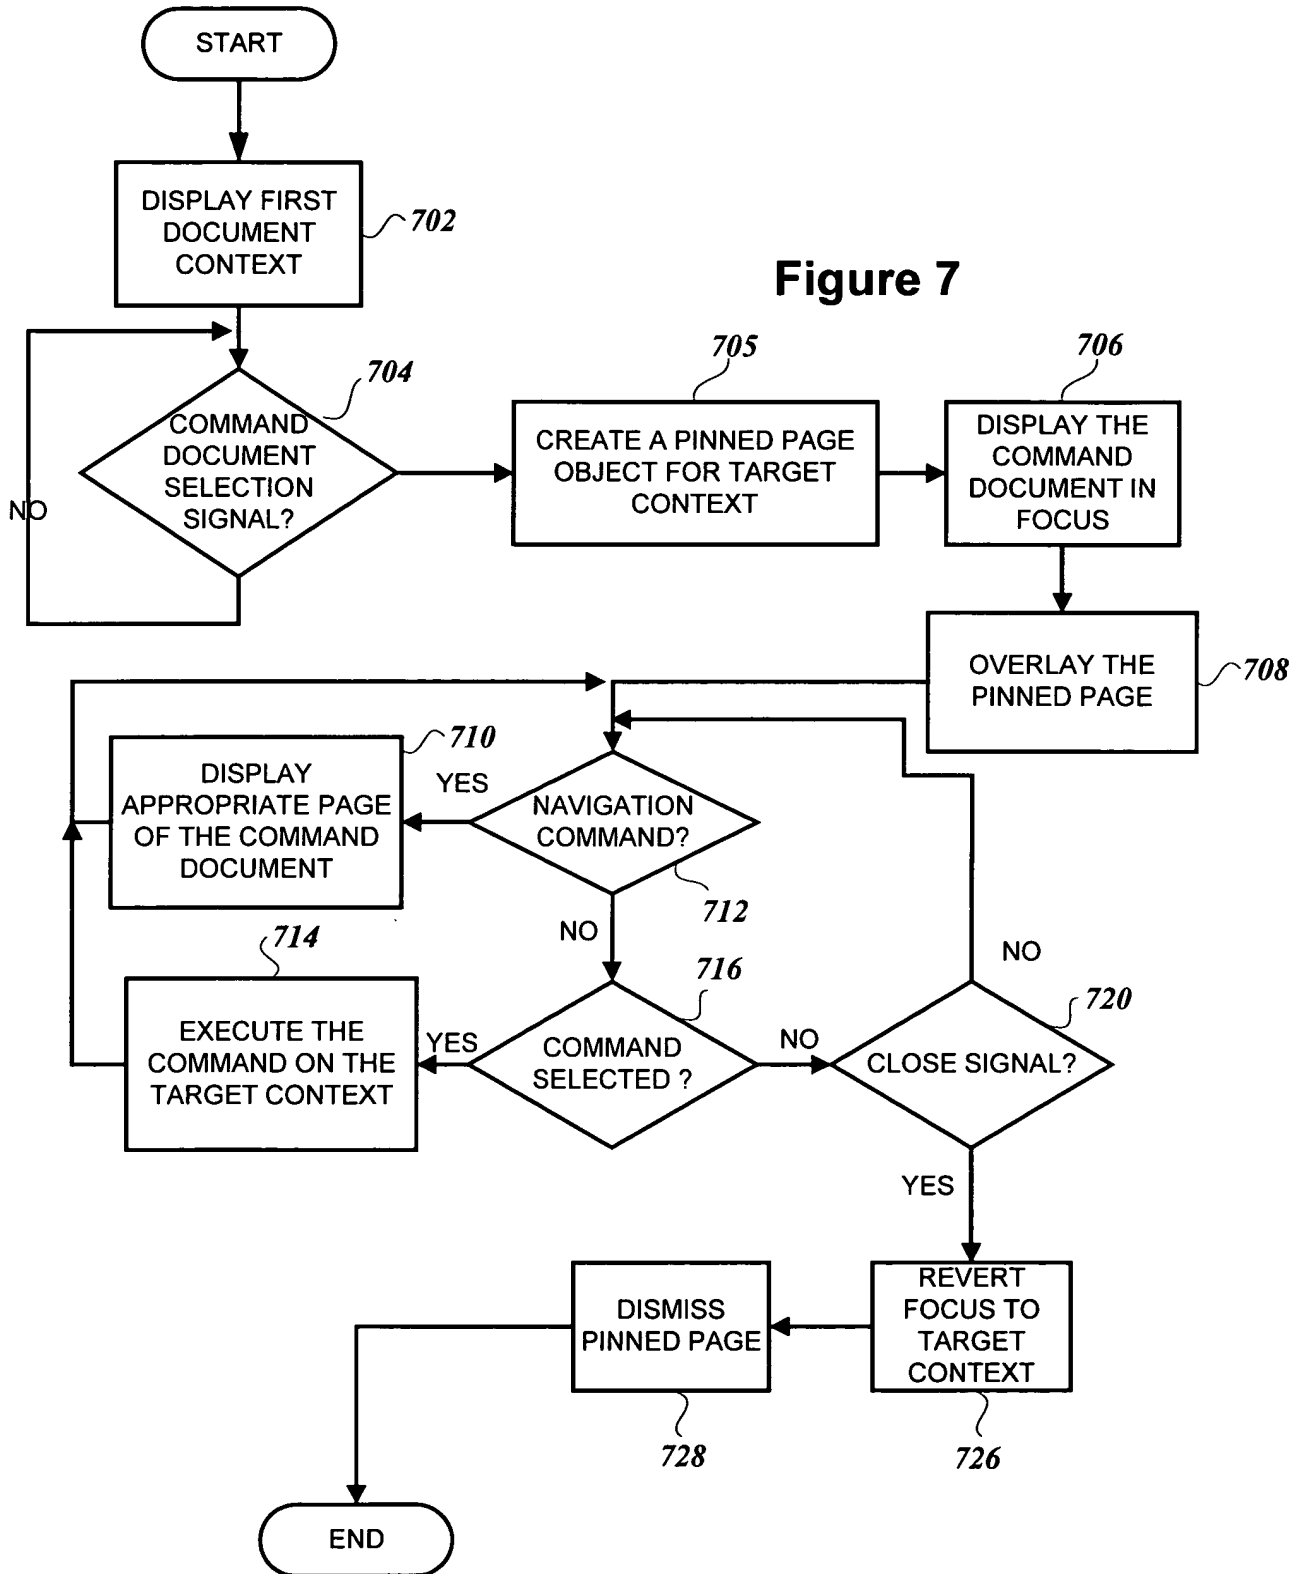 START
DISPLAY FIRST
DOCUMENT
CONTEXT
702
Figure 7
704
COMMAND
DOCUMENT
SELECTION
SIGNAL?
NO
705
CREATE A PINNED PAGE
OBJECT FOR TARGET
CONTEXT
706
DISPLAY THE
COMMAND
DOCUMENT IN
FOCUS
OVERLAY THE
PINNED PAGE
708
710
DISPLAY
APPROPRIATE PAGE
OF THE COMMAND
DOCUMENT
YES
NAVIGATION
COMMAND?
712
NO
714
EXECUTE THE
COMMAND ON THE
TARGET CONTEXT
YES
716
COMMAND
SELECTED ?
NO
NO
720
CLOSE SIGNAL?
YES
REVERT
FOCUS TO
TARGET
CONTEXT
726
DISMISS
PINNED PAGE
728
END